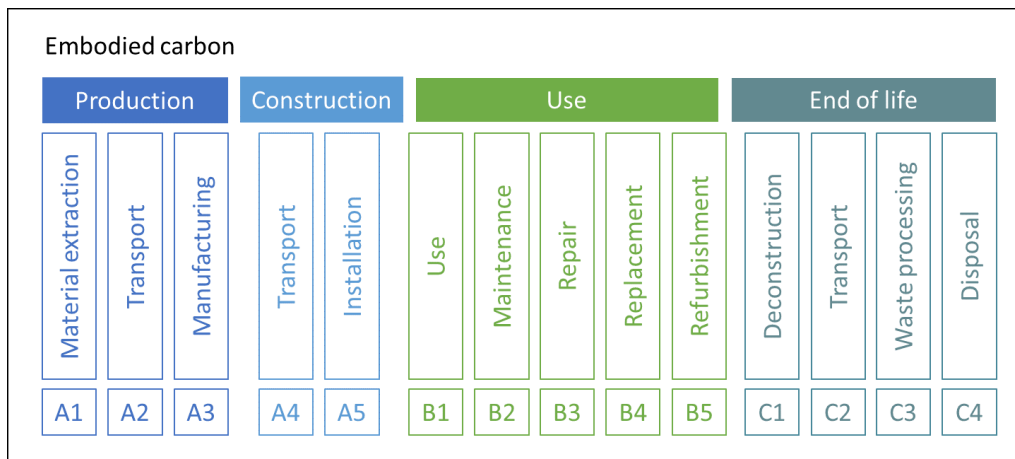 Embodied carbon
Production
Construction
Use
End of life
Material extraction
Transport
Manufacturing
Transport
Installation
Use
Maintenance
Repair
Replacement
Refurbishment
Deconstruction
Transport
Waste processing
Disposal
A1
A2
A3
A4
A5
B1
B2
B3
B4
B5
C1
C2
C3
C4